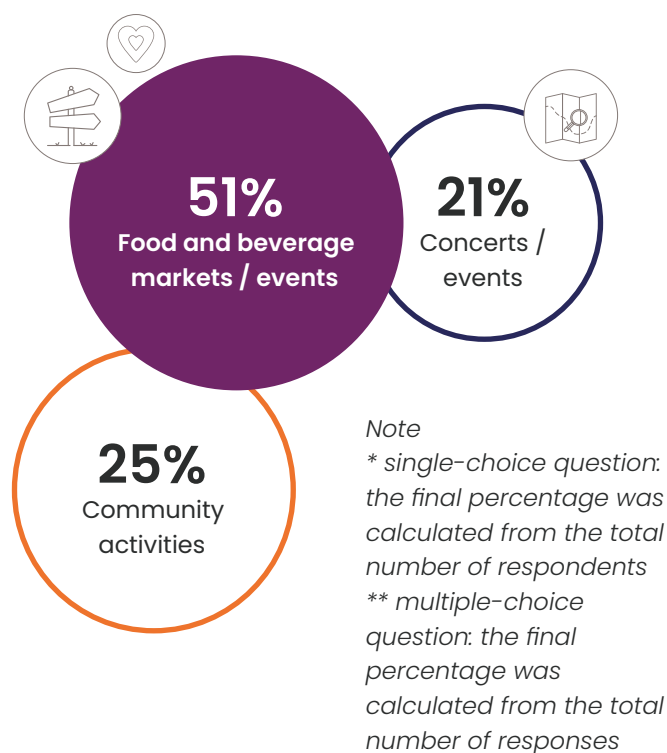 51%
Food and beverage
markets / events
21%
Concerts /
events
25%
Community
activities
Note
* single-choice question:
the final percentage was
calculated from the total
number of respondents
** multiple-choice
question: the final
percentage was
calculated from the total
number of responses